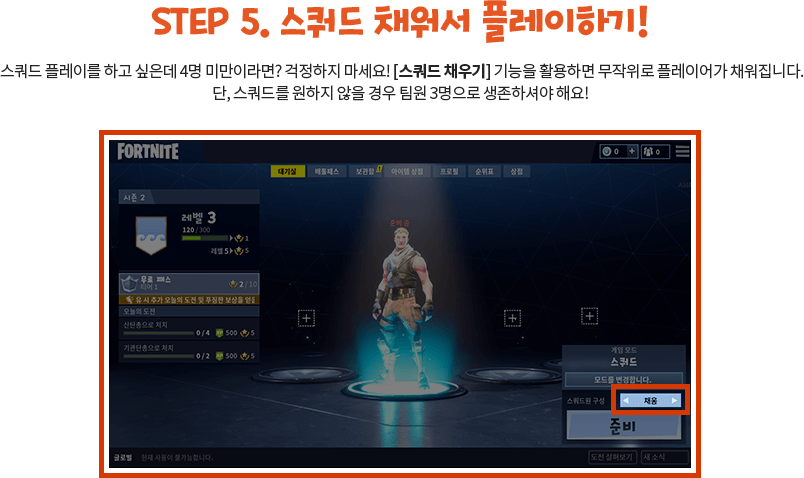 STEP 5. 스쿼드 채워서 플레이하기!
스쿼드 플레이를 하고 싶은데 4명 미만이라면? 걱정하지 마세요! [스쿼드 채우기] 기능을 활용하면 무작위로 플레이어가 채워집니다.
단, 스쿼드를 원하지 않을 경우 팀원 3명으로 생존하셔야 해요!
FORTNITE
0 + 0
대기실 배틀패스 보관함 아이템 상점 프로필 순위표 상점
시즌 2
레벨 3
120 / 300
1
레벨 5 5
준비 중
무료 패스
티어 1
2 / 10
유 시 추가 오늘의 도전 및 푸짐한 보상을 얻을
오늘의 도전
산탄총으로 처치
0 / 4 500 5
기관단총으로 처치
0 / 2 500 5
게임 모드
스쿼드
모드를 변경합니다.
스쿼드원 구성 채움
준비
글로벌 현재 사용이 불가능합니다.
도전 살펴보기 새 소식